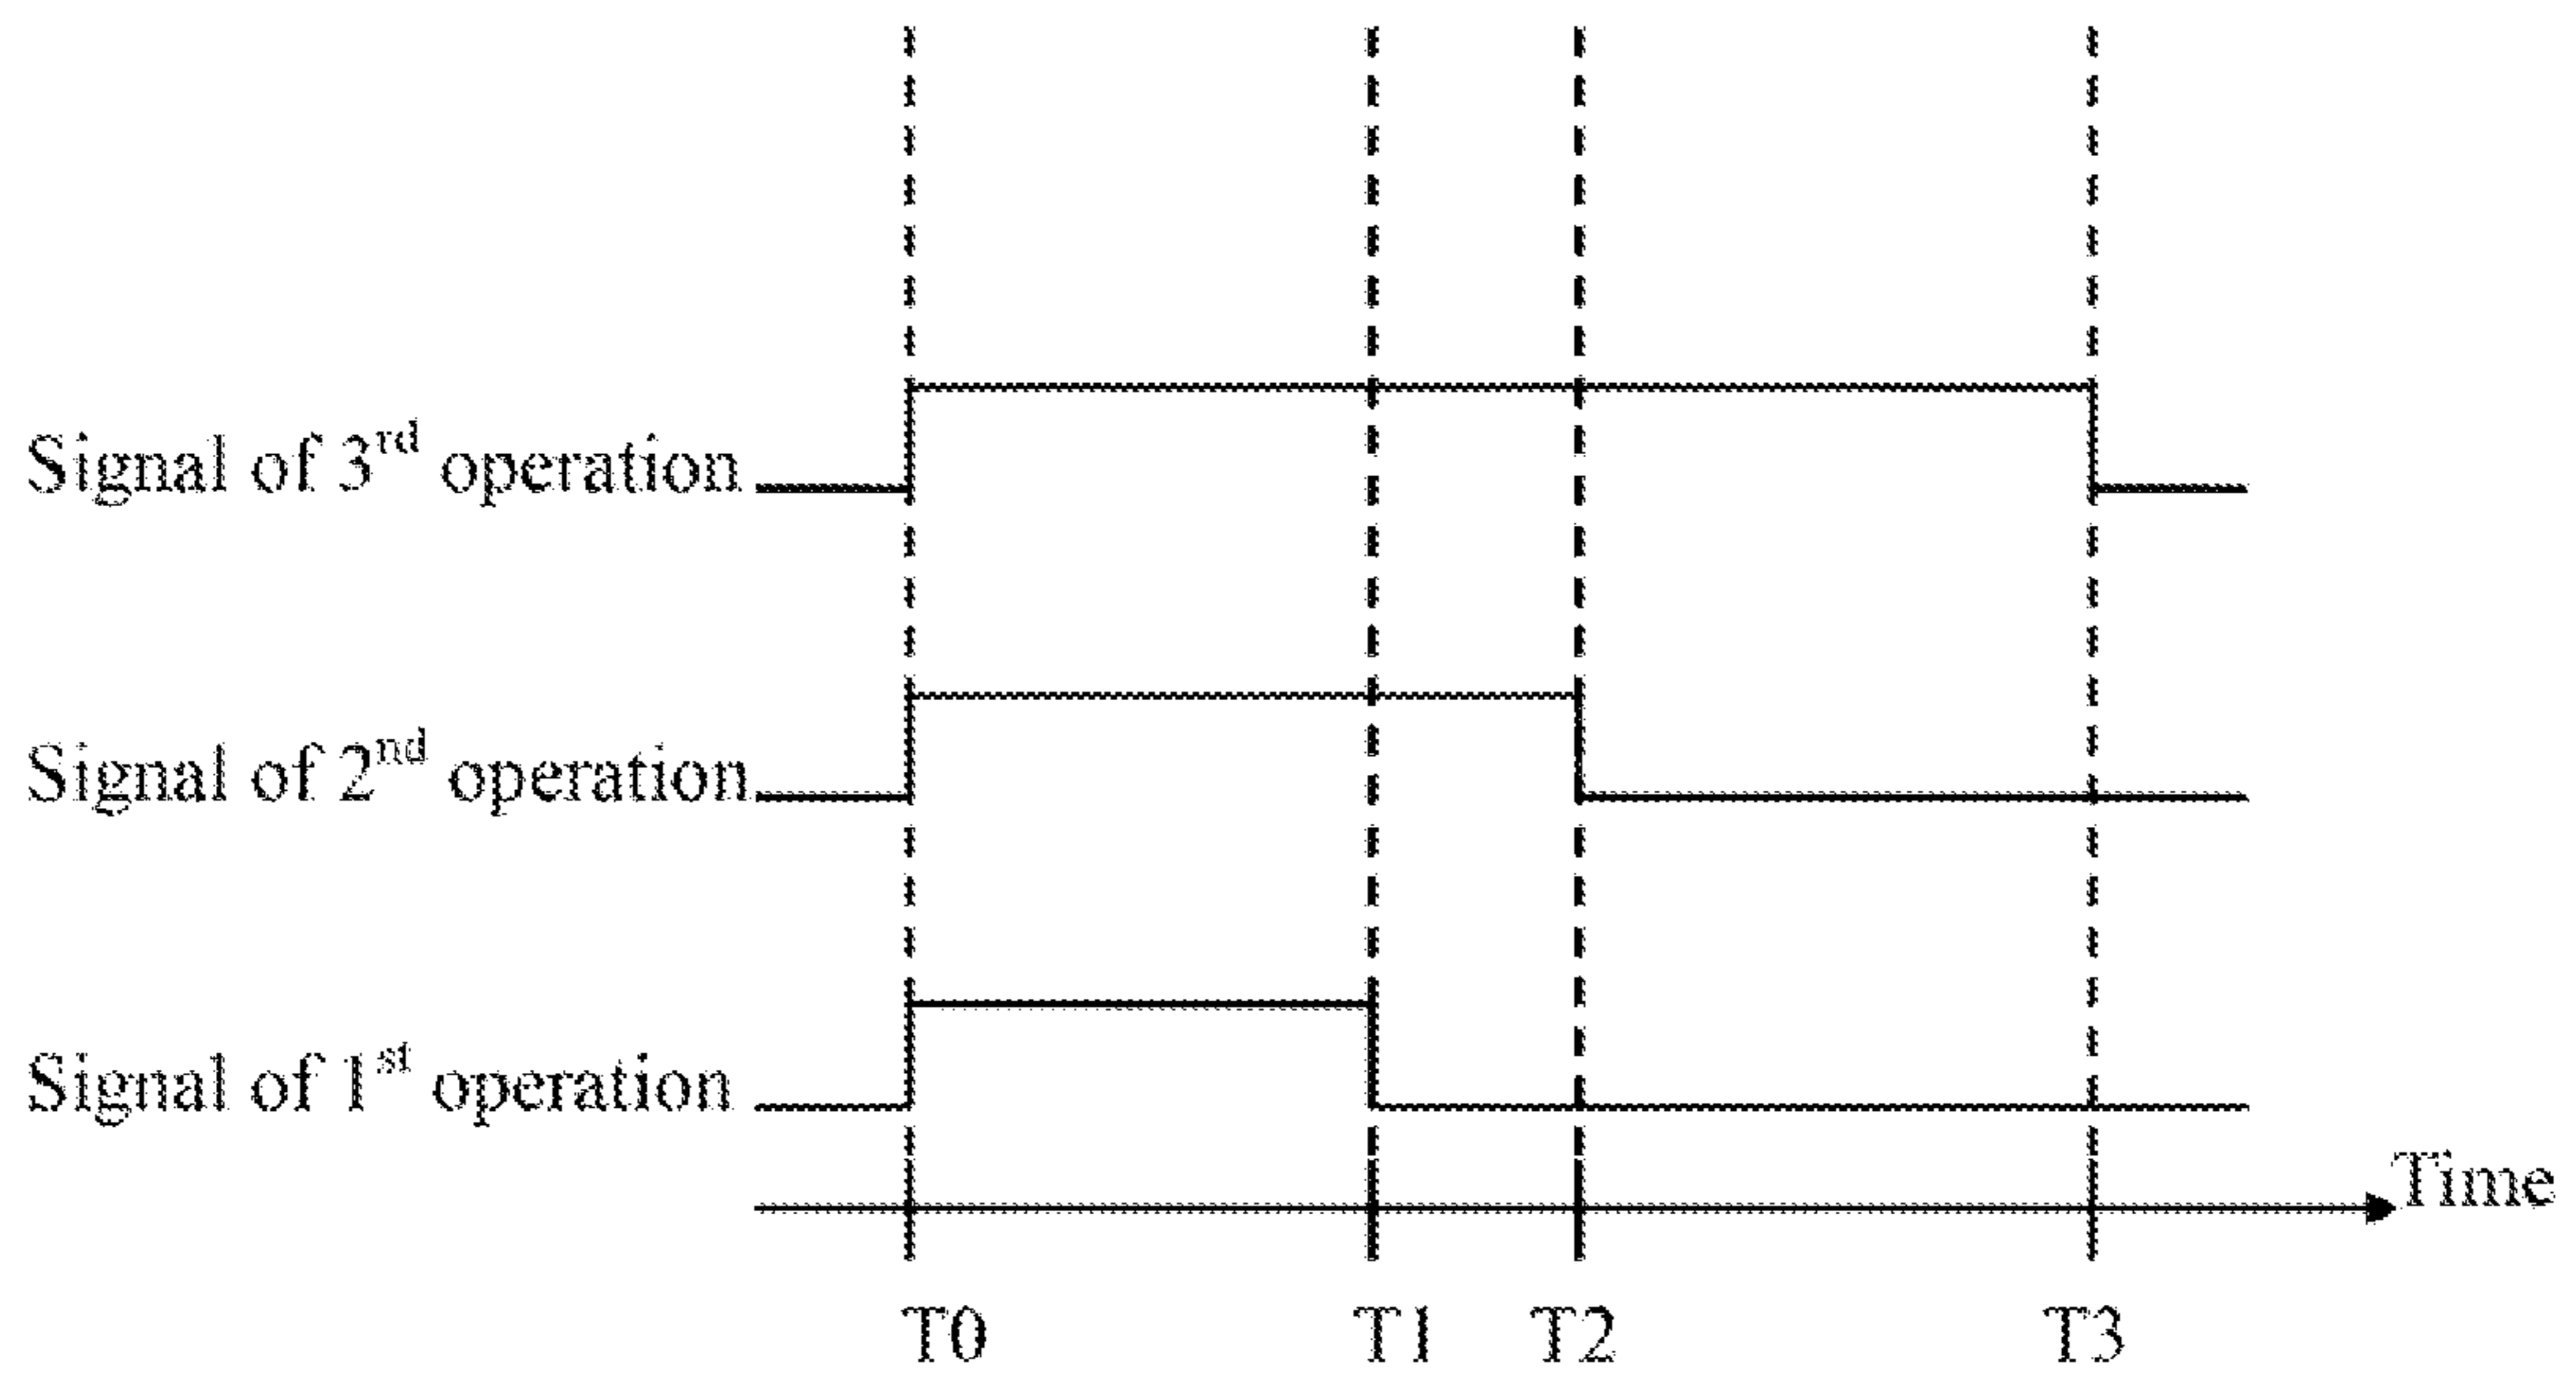 Signal of 3rd operation
Signal of 2nd operation
Signal of 1st operation
Time
T0 T1 T2 T3